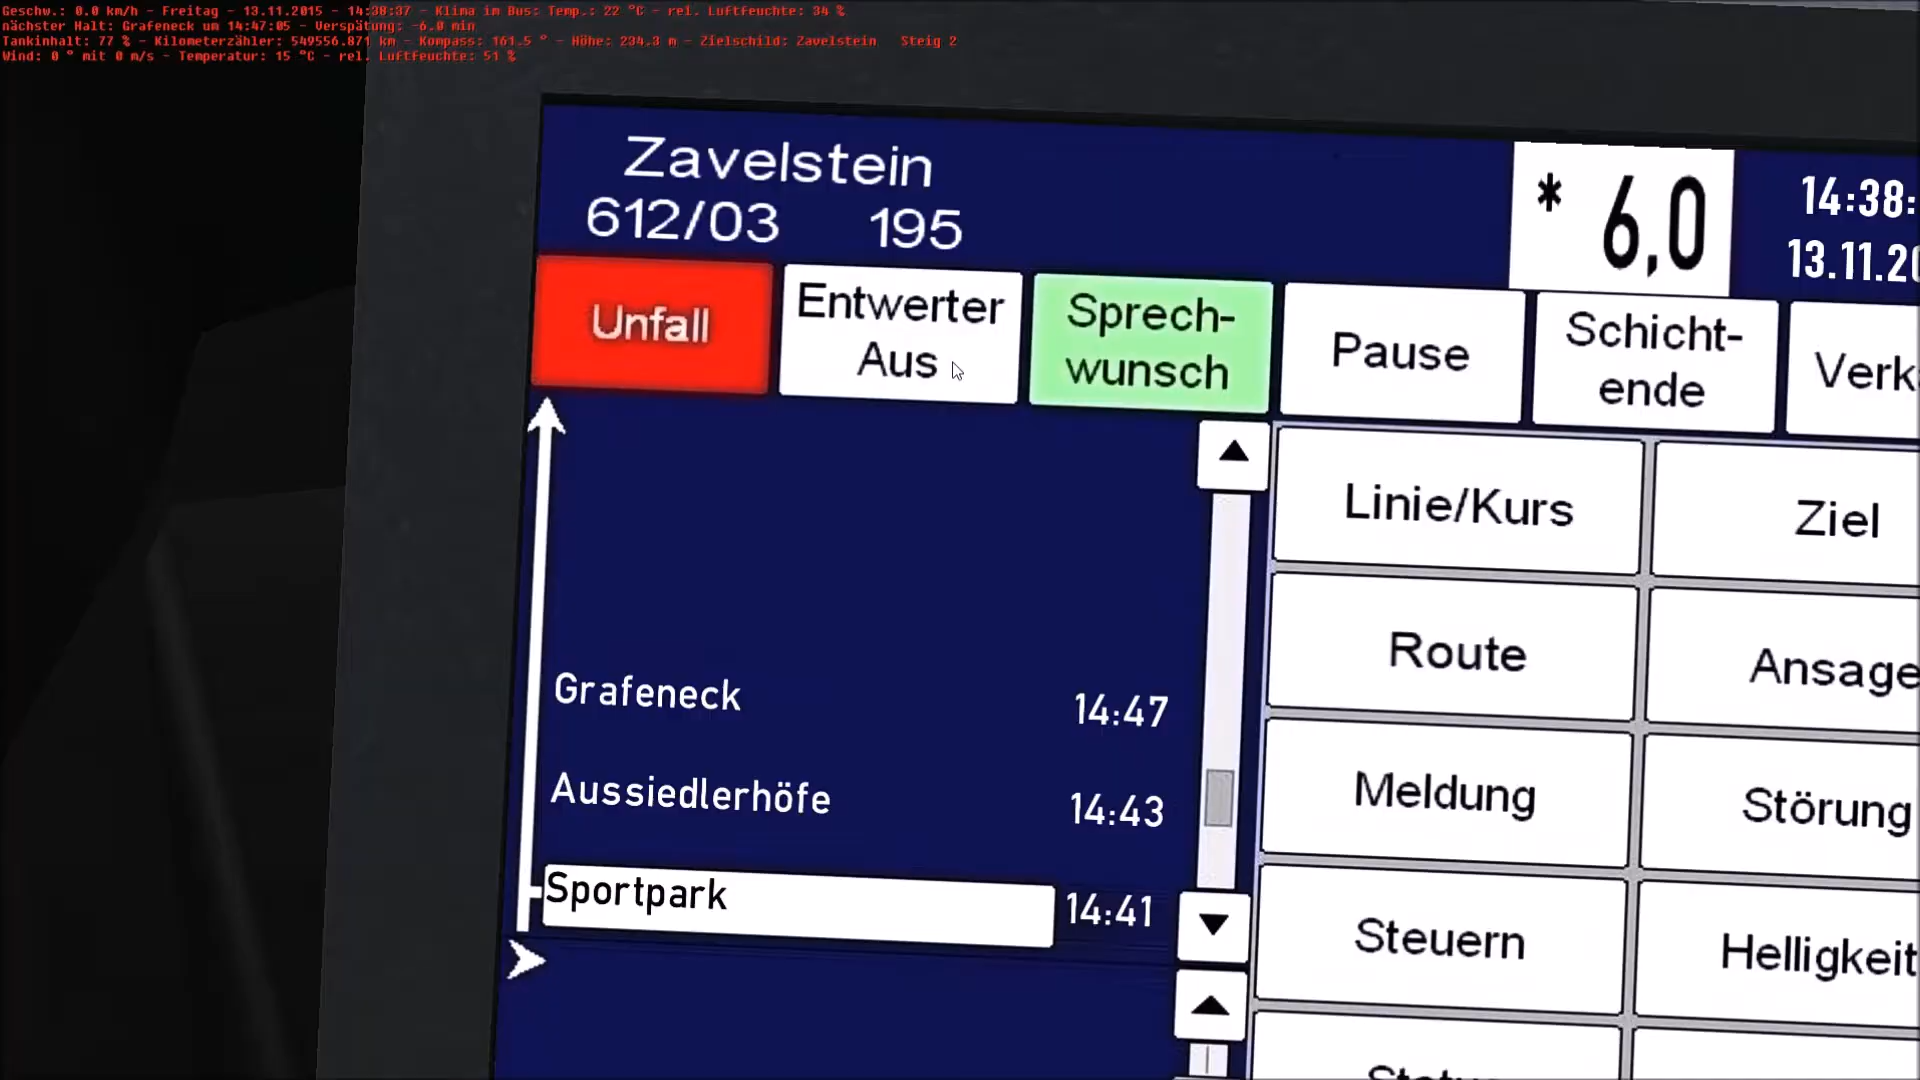 Geschw.: 0.0 km/h - Freitag - 13.11.2015 - 14:38:37 - Klima im Bus: Temp.: 22 °C - rel. Luftfeuchte: 34 %
nächster Halt: Grafeneck um 14:47:05 - Verspätung: -6.0 min
Tankinhalt: 77 % - Kilometerzähler: 549556.871 km - Kompass: 161.5 ° - Höhe: 234.3 m - Zielschild: Zavelstein Steig 2
Wind: 0 ° mit 0 m/s - Temperatur: 15 °C - rel. Luftfeuchte: 51 %
Zavelstein
612/03 195
* 6,0
14:38:
13.11.20
Unfall
Entwerter
Aus
Sprech-
wunsch
Pause
Schicht-
ende
Verk
Linie/Kurs
Ziel
Route
Ansage
Grafeneck 14:47
Meldung
Störung
Aussiedlerhöfe 14:43
Sportpark 14:41
Steuern
Helligkeit